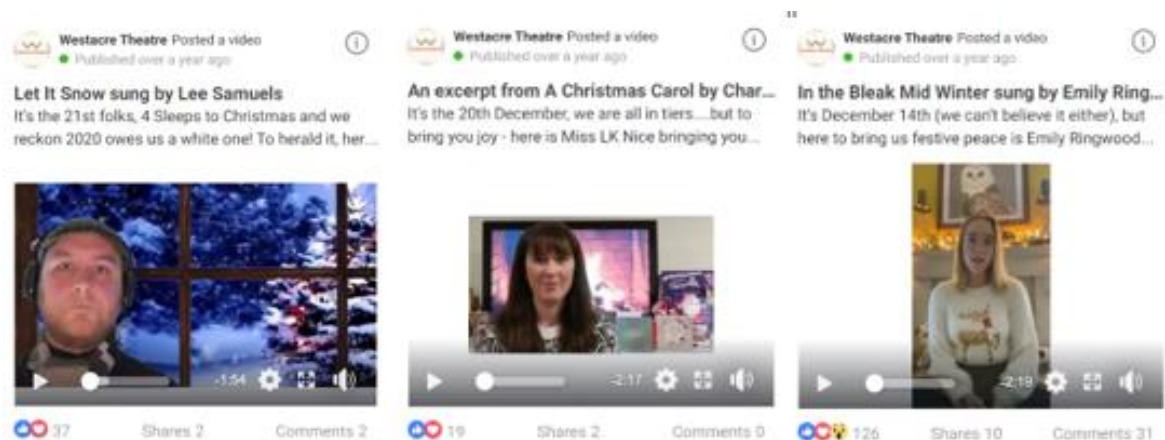 Westacre Theatre Posted a video
Published over a year ago
Let It Snow sung by Lee Samuels
It's the 21st folks, 4 Sleeps to Christmas and we
reckon 2020 owes us a white one! To herald it, her...
-1:54
37 Shares 2 Comments 2
Westacre Theatre Posted a video
Published over a year ago
An excerpt from A Christmas Carol by Char...
It's the 20th December, we are all in tiers....but to
bring you joy - here is Miss LK Nice bringing you...
-2:17
19 Shares 2 Comments 0
Westacre Theatre Posted a video
Published over a year ago
In the Bleak Mid Winter sung by Emily Ring...
It's December 14th (we can't believe it either), but
here to bring us festive peace is Emily Ringwood...
-2:19
126 Shares 10 Comments 31